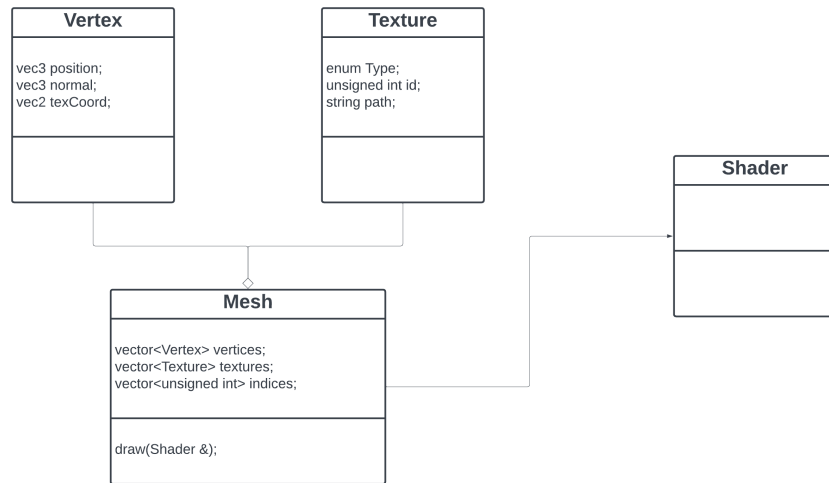 Vertex
vec3 position;
vec3 normal;
vec2 texCoord;
Texture
enum Type;
unsigned int id;
string path;
Shader
Mesh
vector<Vertex> vertices;
vector<Texture> textures;
vector<unsigned int> indices;
draw(Shader &);